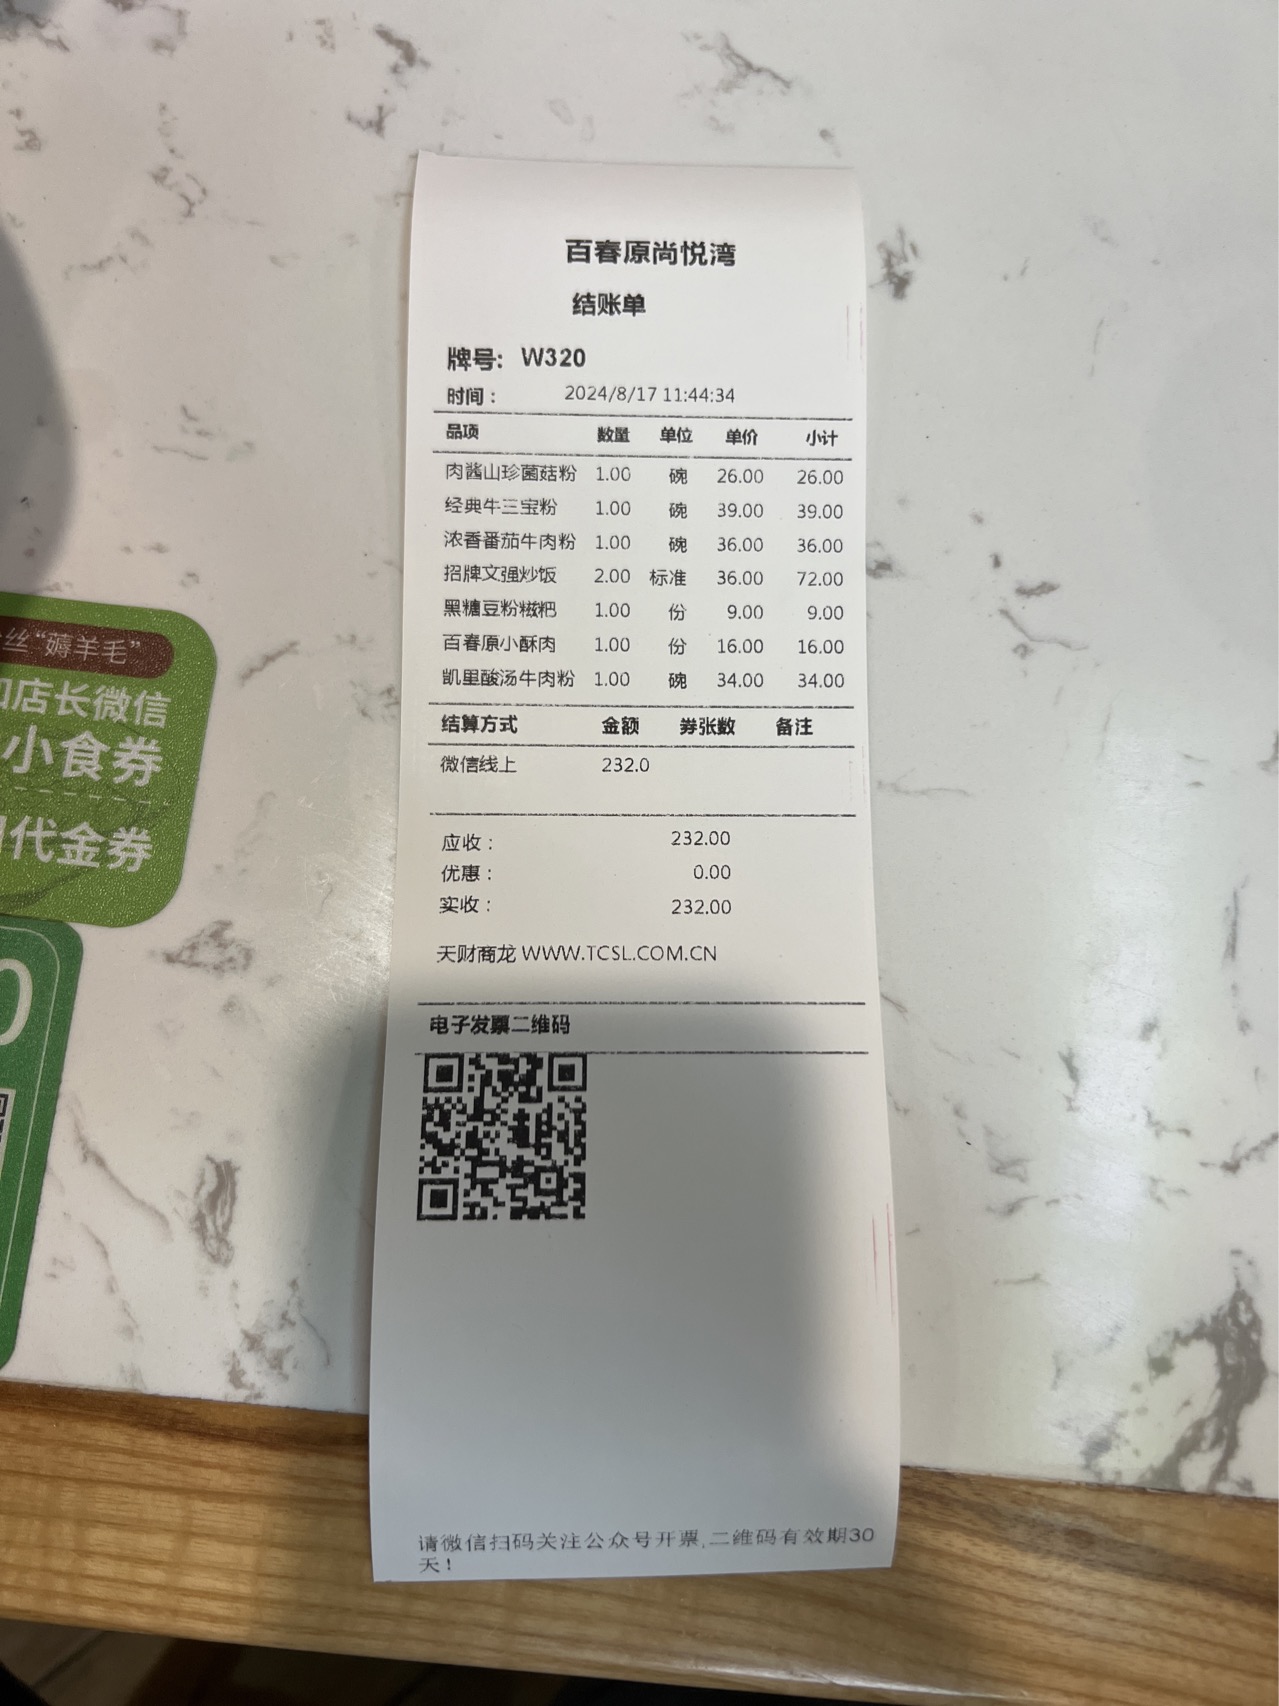 百春原尚悦湾
结账单
牌号: W320
时间: 2024/8/17 11:44:34
品项 数量 单位 单价 小计
肉酱山珍菌菇粉 1.00 碗 26.00 26.00
经典牛三宝粉 1.00 碗 39.00 39.00
浓香番茄牛肉粉 1.00 碗 36.00 36.00
招牌文强炒饭 2.00 标准 36.00 72.00
黑糖豆粉糍粑 1.00 份 9.00 9.00
百春原小酥肉 1.00 份 16.00 16.00
凯里酸汤牛肉粉 1.00 碗 34.00 34.00
结算方式 金额 券张数 备注
微信线上 232.0
应收: 232.00
优惠: 0.00
实收: 232.00
天财商龙 WWW.TCSL.COM.CN
电子发票二维码
请微信扫码关注公众号开票,二维码有效期30
天!
丝“薅羊毛”
店长微信
小食券
代金券
0